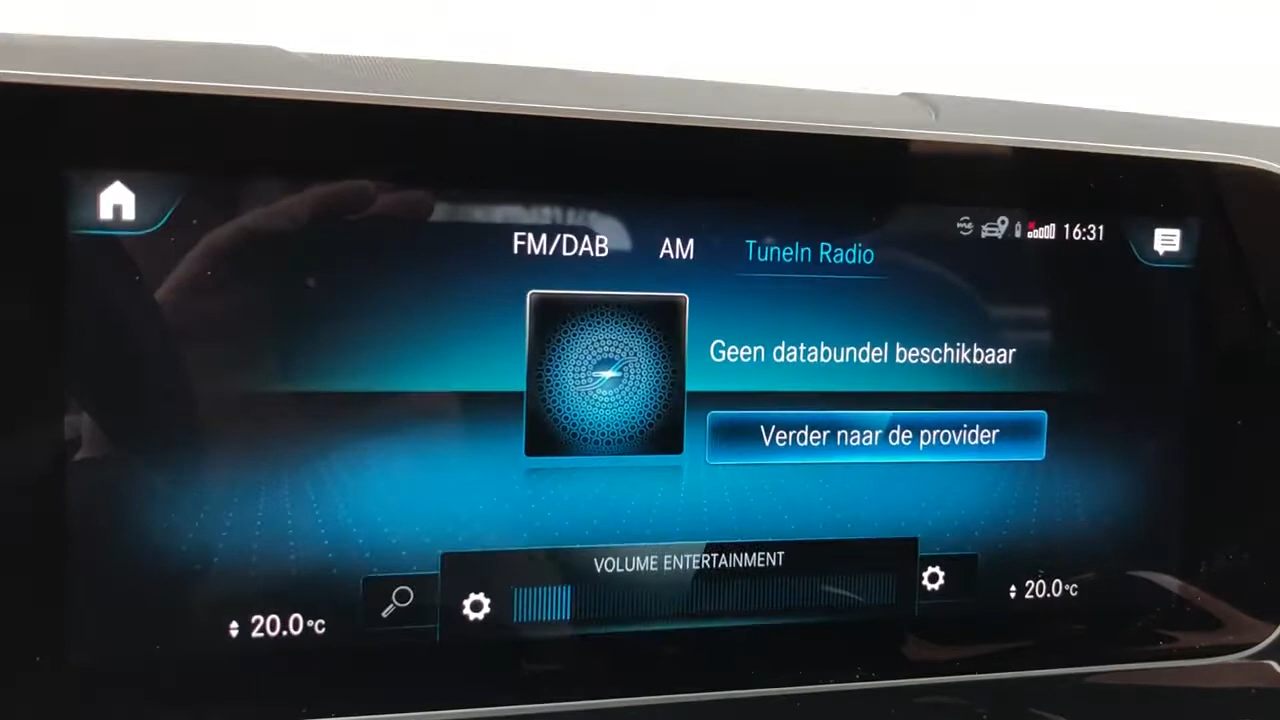 me
16:31
FM/DAB
AM
TuneIn Radio
Geen databundel beschikbaar
Verder naar de provider
VOLUME ENTERTAINMENT
20.0°C
20.0°C